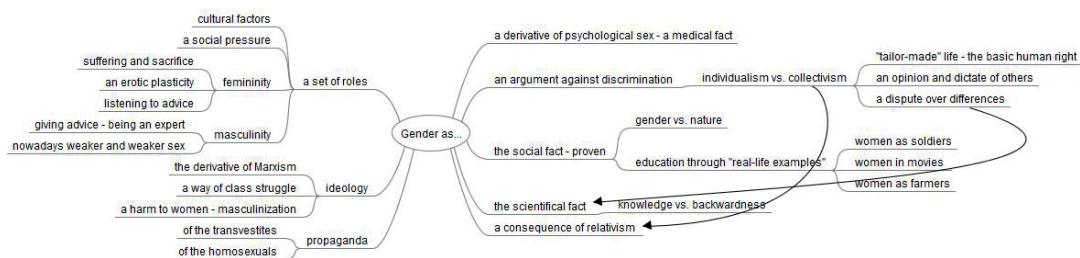 cultural factors
a social pressure
suffering and sacrifice
an erotic plasticity
listening to advice
femininity
a set of roles
giving advice - being an expert
nowadays weaker and weaker sex
masculinity
the derivative of Marxism
a way of class struggle
a harm to women - masculinization
ideology
of the transvestites
of the homosexuals
propaganda
Gender as...
a derivative of psychological sex - a medical fact
an argument against discrimination
individualism vs. collectivism
"tailor-made" life - the basic human right
an opinion and dictate of others
a dispute over differences
the social fact - proven
gender vs. nature
education through "real-life examples"
women as soldiers
women in movies
women as farmers
the scientifical fact
knowledge vs. backwardness
a consequence of relativism